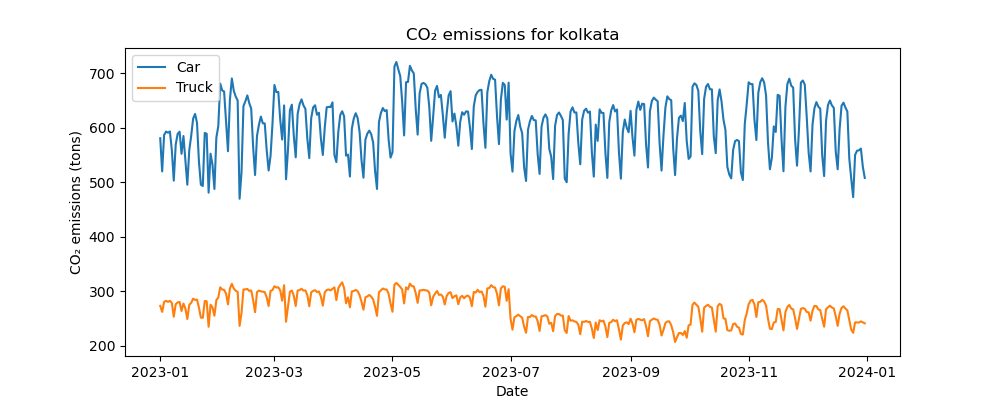 CO₂ emissions for kolkata
Car
Truck
CO₂ emissions (tons)
700
600
500
400
300
200
2023-01
2023-03
2023-05
2023-07
2023-09
2023-11
2024-01
Date